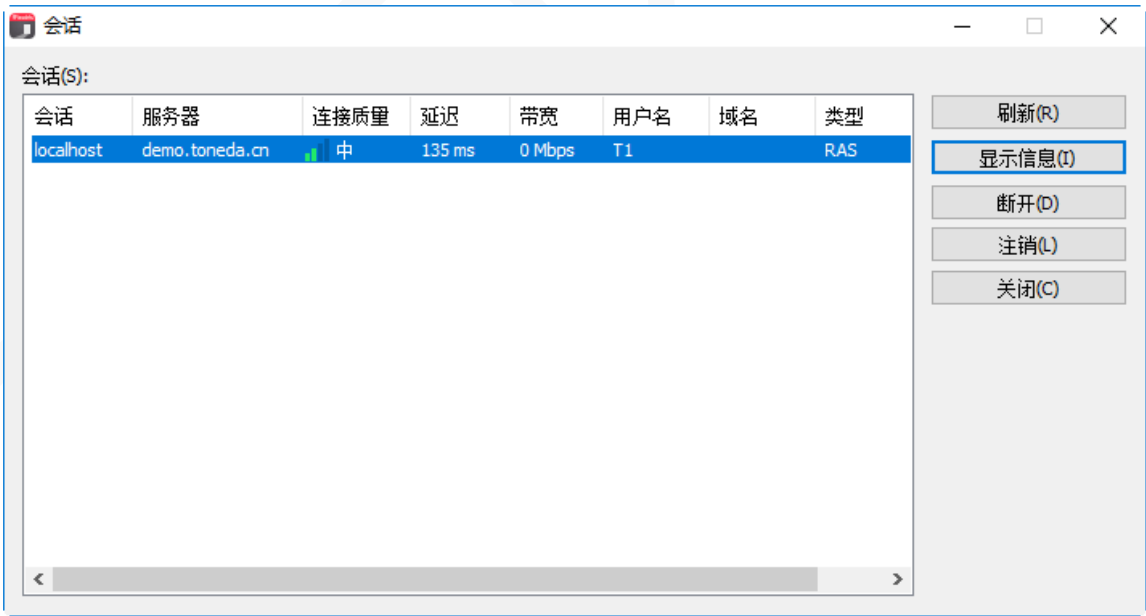 会话
会话(S):
会话 服务器 连接质量 延迟 带宽 用户名 域名 类型
localhost demo.toneda.cn 中 135 ms 0 Mbps T1 RAS
刷新(R)
显示信息(I)
断开(D)
注销(L)
关闭(C)